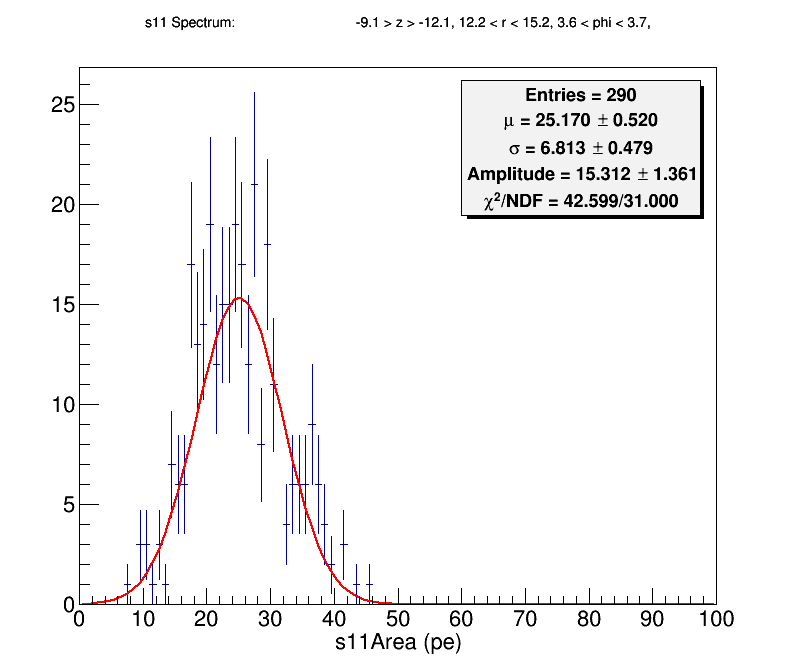 s11 Spectrum: -9.1 > z > -12.1, 12.2 < r < 15.2, 3.6 < phi < 3.7,
Entries = 290
μ = 25.170 ± 0.520
σ = 6.813 ± 0.479
Amplitude = 15.312 ± 1.361
χ²/NDF = 42.599/31.000
25
20
15
10
5
0
0 10 20 30 40 50 60 70 80 90 100
s11Area (pe)